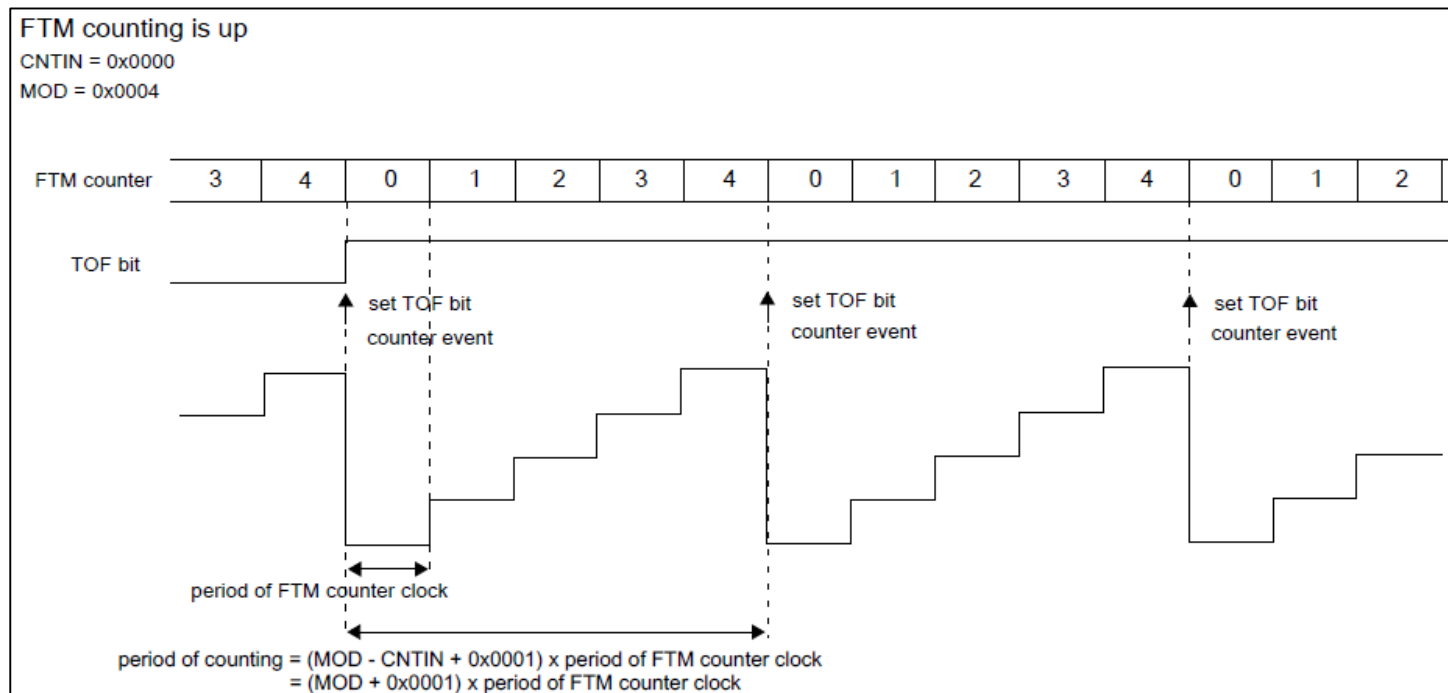 FTM counting is up
CNTIN = 0x0000
MOD = 0x0004
FTM counter 3 4 0 1 2 3 4 0 1 2 3 4 0 1 2
TOF bit
set TOF bit set TOF bit set TOF bit
counter event counter event counter event
period of FTM counter clock
period of counting = (MOD - CNTIN + 0x0001) x period of FTM counter clock
= (MOD + 0x0001) x period of FTM counter clock